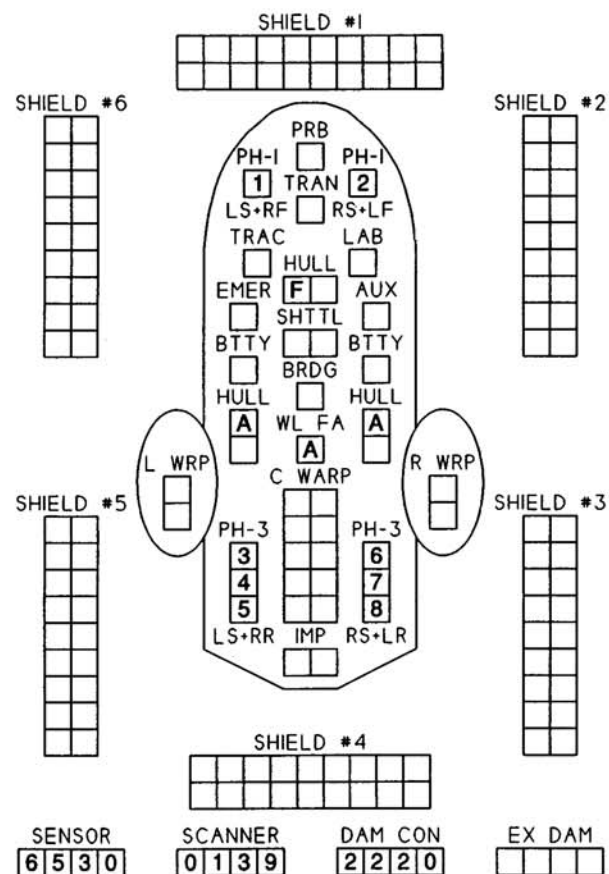 SHIELD #1
SHIELD #6
SHIELD #2
PRB
PH-1 PH-1
1 TRAN 2
LS+RF RS+LF
TRAC LAB
HULL
EMER F AUX
SHTTL
BTTY BTTY
BRDG
HULL HULL
A WL FA A
A
L WRP C WARP R WRP
SHIELD #5 SHIELD #3
PH-3 PH-3
3 6
4 7
5 8
LS+RR IMP RS+LR
SHIELD #4
SENSOR SCANNER DAM CON EX DAM
6 5 3 0 0 1 3 9 2 2 2 0